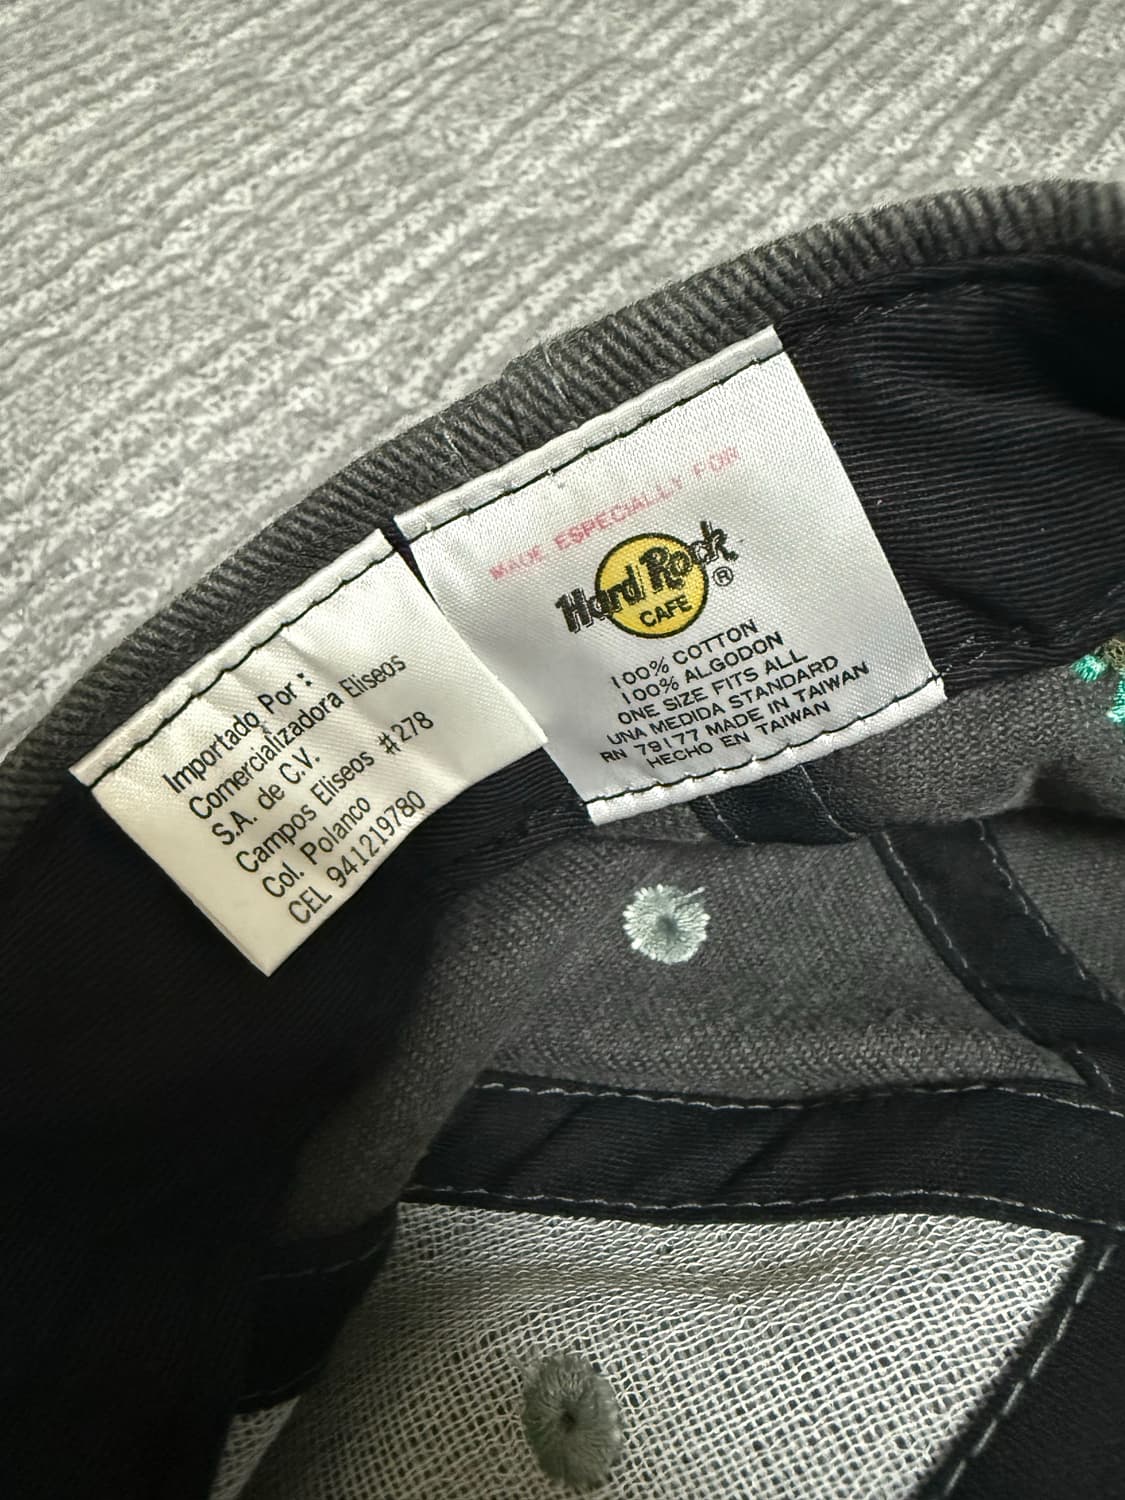 Importado Por :
Comercializadora Eliseos
S.A. de C.V.
Campos Eliseos #278
Col. Polanco
CEL 941219780
MADE ESPECIALLY FOR
Hard Rock
CAFE
®
100% COTTON
100% ALGODON
ONE SIZE FITS ALL
UNA MEDIDA STANDARD
RN 79177 MADE IN TAIWAN
HECHO EN TAIWAN